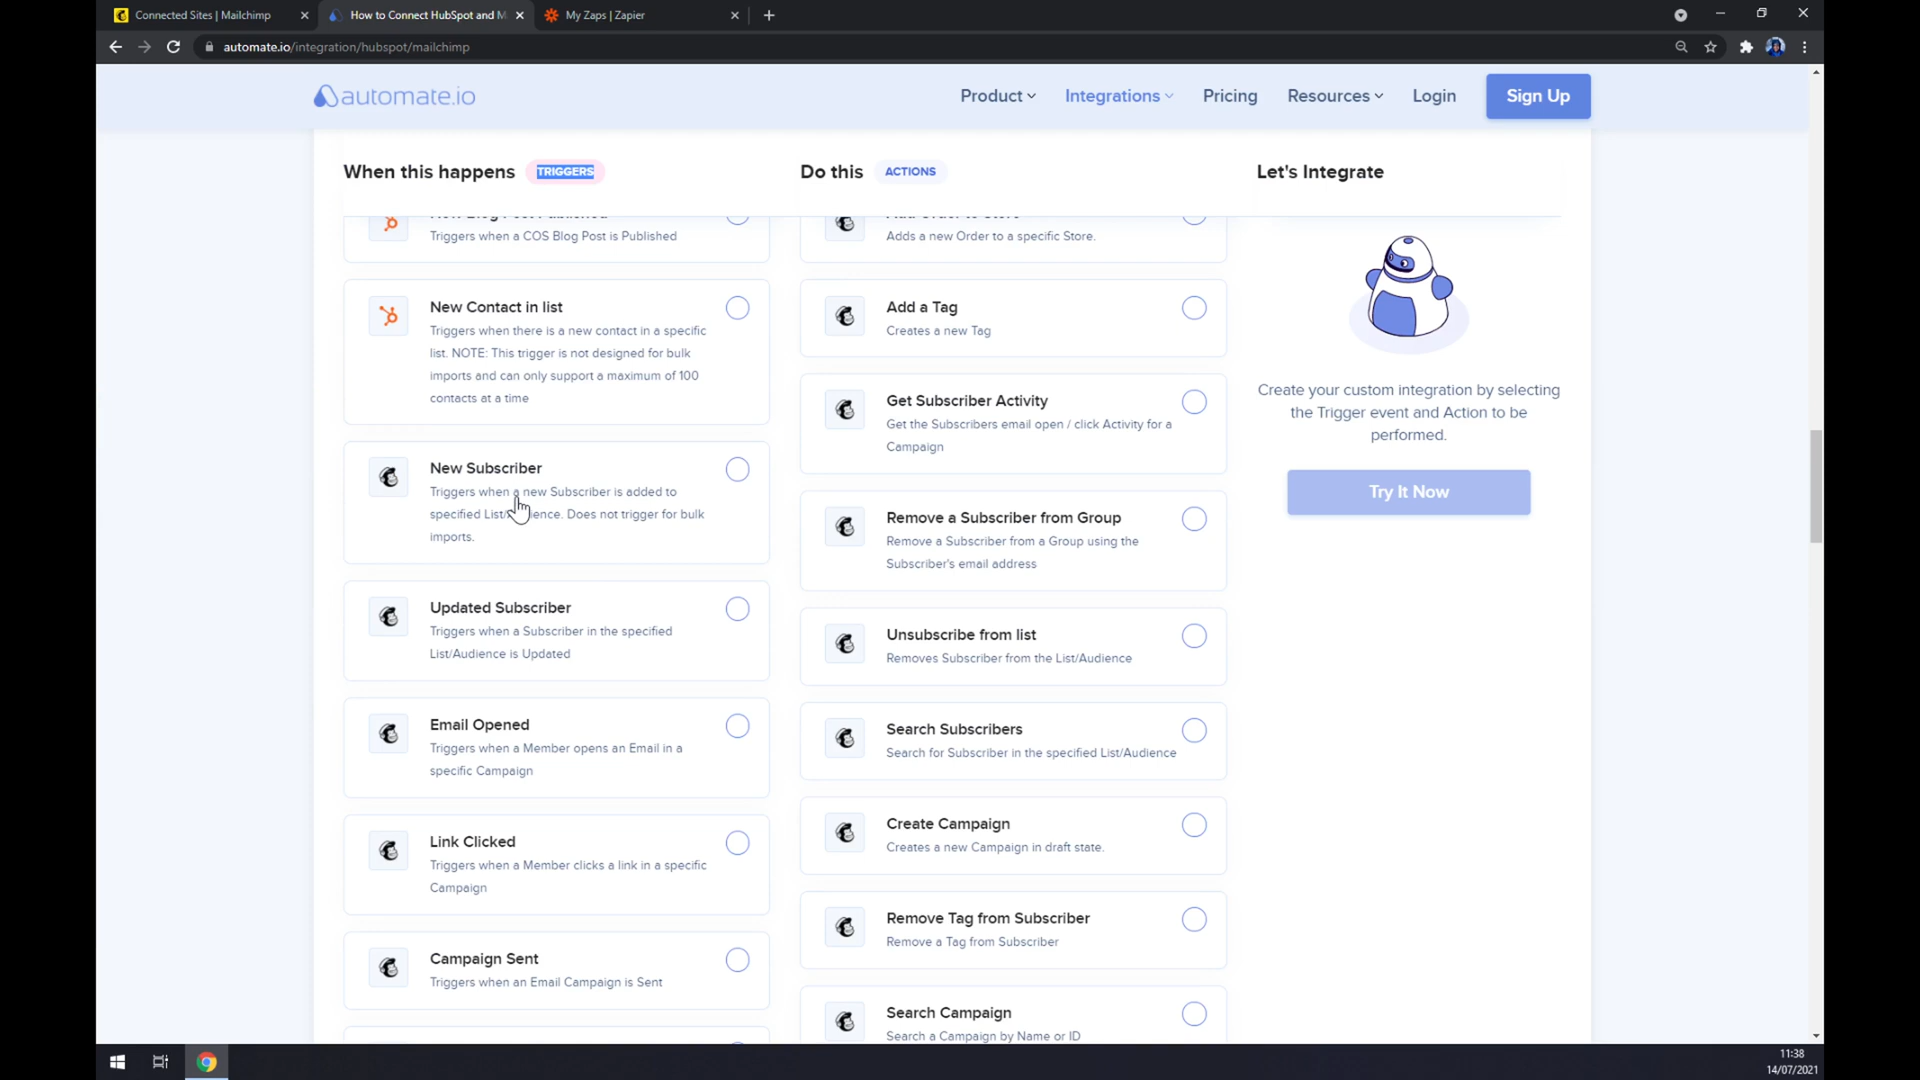 Connected Sites | Mailchimp
How to Connect HubSpot and M
My Zaps | Zapier
automate.io/integration/hubspot/mailchimp
automate.io
Product
Integrations
Pricing
Resources
Login
Sign Up
When this happens TRIGGERS
Do this ACTIONS
Let's Integrate
Triggers when a COS Blog Post is Published
New Contact in list
Triggers when there is a new contact in a specific
list. NOTE: This trigger is not designed for bulk
imports and can only support a maximum of 100
contacts at a time
New Subscriber
Triggers when a new Subscriber is added to
specified List/Audience. Does not trigger for bulk
imports.
Updated Subscriber
Triggers when a Subscriber in the specified
List/Audience is Updated
Email Opened
Triggers when a Member opens an Email in a
specific Campaign
Link Clicked
Triggers when a Member clicks a link in a specific
Campaign
Campaign Sent
Triggers when an Email Campaign is Sent
Adds a new Order to a specific Store.
Add a Tag
Creates a new Tag
Get Subscriber Activity
Get the Subscribers email open / click Activity for a
Campaign
Remove a Subscriber from Group
Remove a Subscriber from a Group using the
Subscriber's email address
Unsubscribe from list
Removes Subscriber from the List/Audience
Search Subscribers
Search for Subscriber in the specified List/Audience
Create Campaign
Creates a new Campaign in draft state.
Remove Tag from Subscriber
Remove a Tag from Subscriber
Search Campaign
Search a Campaign by Name or ID
Create your custom integration by selecting
the Trigger event and Action to be
performed.
Try It Now
11:38
14/07/2021